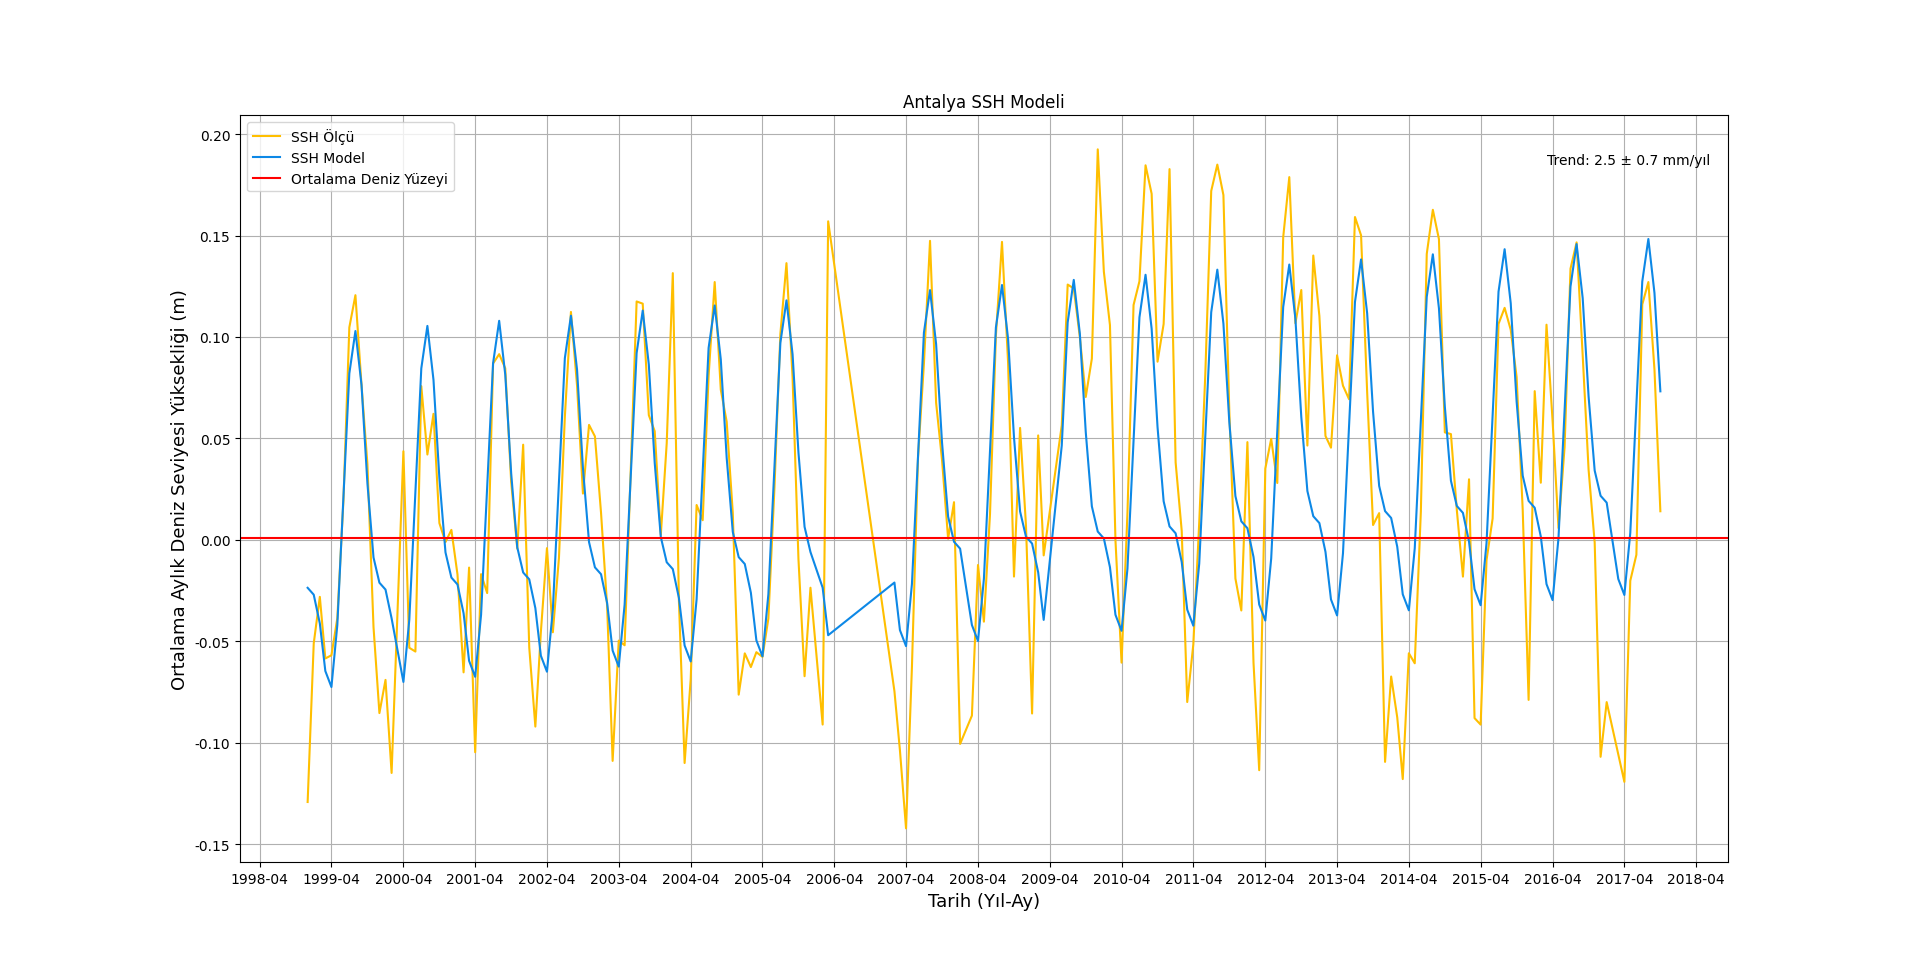 Antalya SSH Modeli
SSH Ölçü
SSH Model
Ortalama Deniz Yüzeyi
Trend: 2.5 ± 0.7 mm/yıl
Ortalama Aylık Deniz Seviyesi Yüksekliği (m)
0.20
0.15
0.10
0.05
0.00
-0.05
-0.10
-0.15
1998-04 1999-04 2000-04 2001-04 2002-04 2003-04 2004-04 2005-04 2006-04 2007-04 2008-04 2009-04 2010-04 2011-04 2012-04 2013-04 2014-04 2015-04 2016-04 2017-04 2018-04
Tarih (Yıl-Ay)